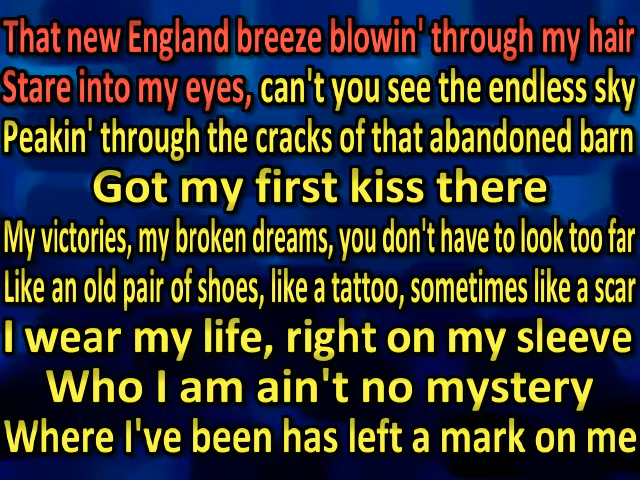 That new England breeze blowin' through my hair
Stare into my eyes, can't you see the endless sky
Peakin' through the cracks of that abandoned barn
Got my first kiss there
My victories, my broken dreams, you don't have to look too far
Like an old pair of shoes, like a tattoo, sometimes like a scar
I wear my life, right on my sleeve
Who I am ain't no mystery
Where I've been has left a mark on me